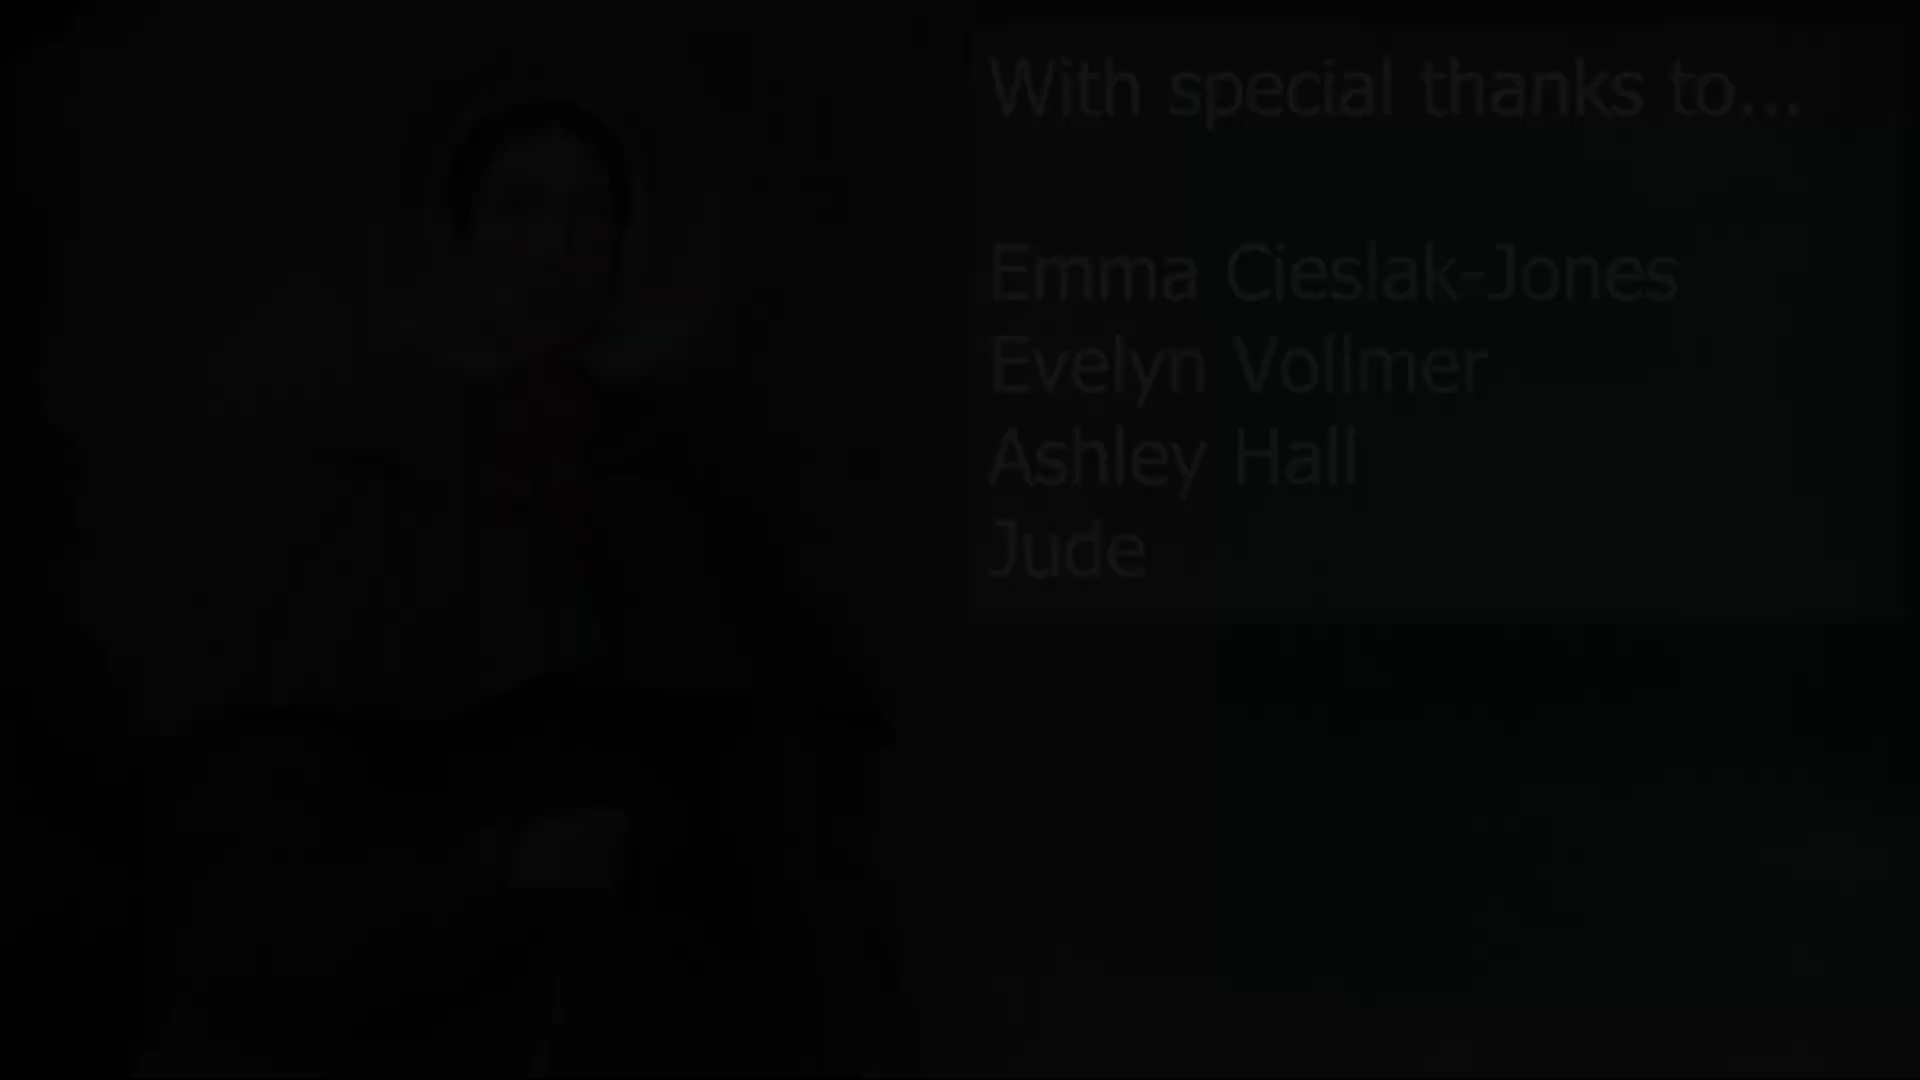 With special thanks to...
Emma Cieslak-Jones
Evelyn Vollmer
Ashley Hall
Jude